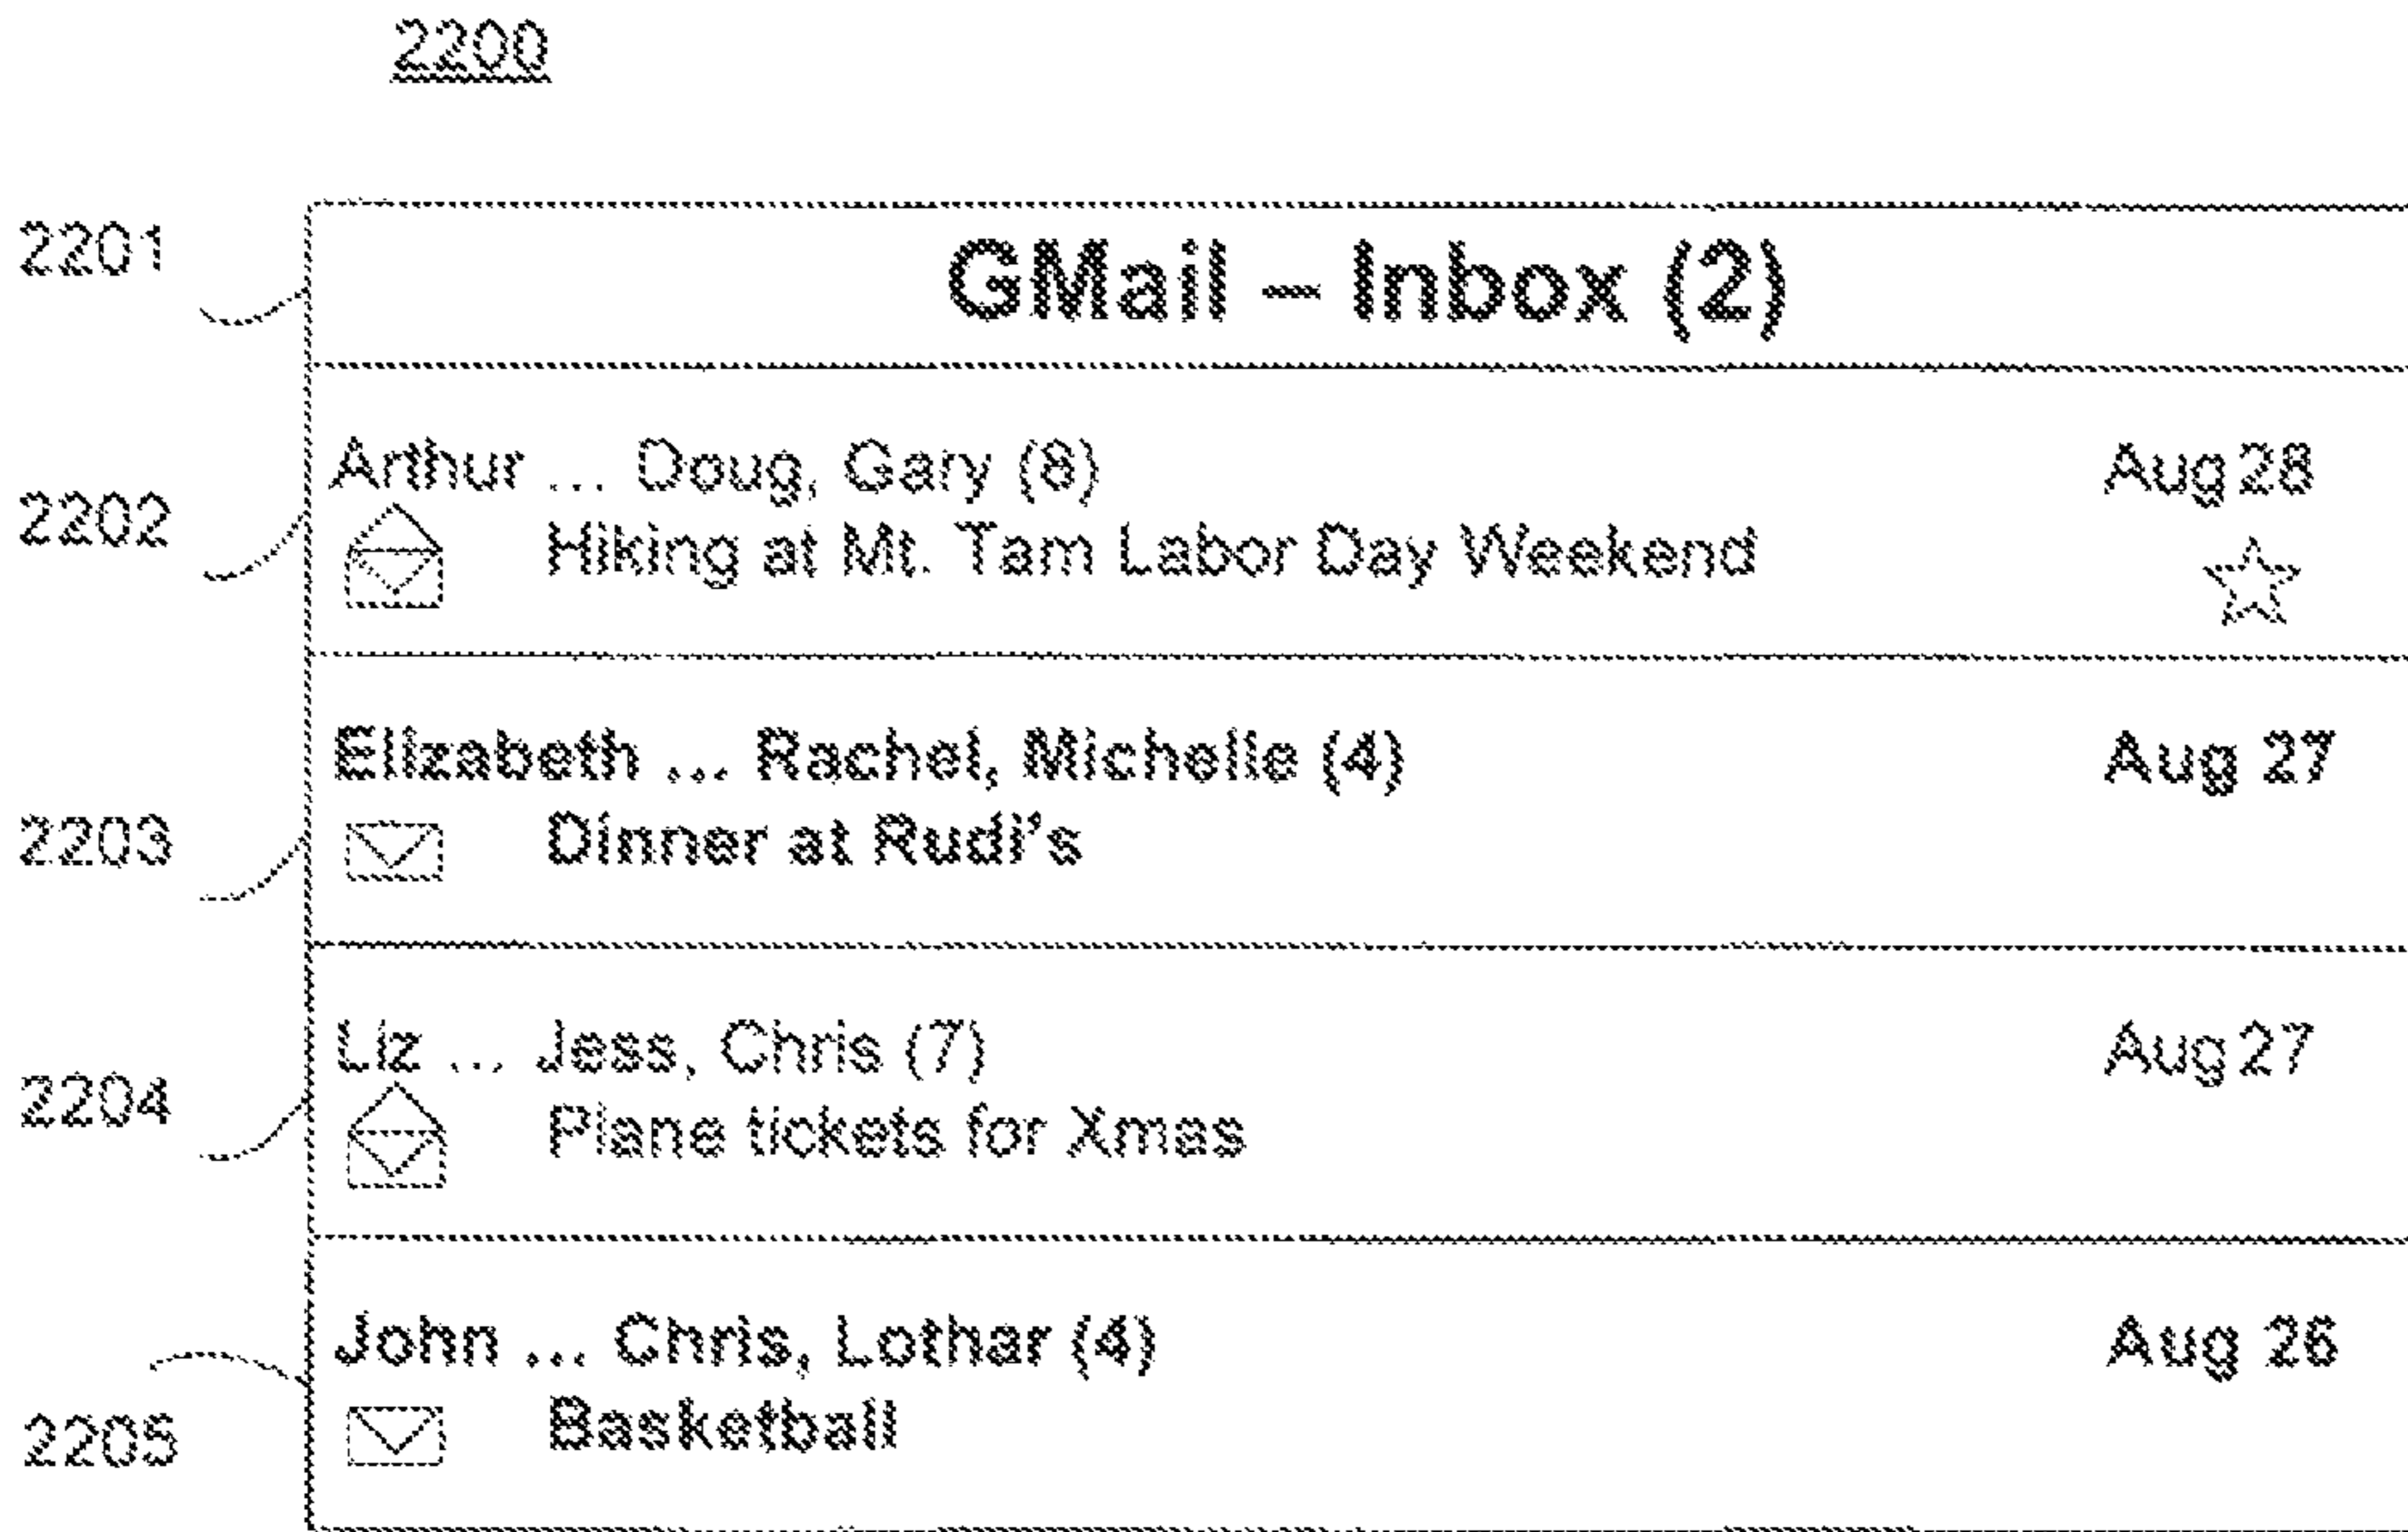 2200
2201
GMail – Inbox (2)
2202
Arthur ... Doug, Gary (8)
Aug 28
Hiking at Mt. Tam Labor Day Weekend
2203
Elizabeth ... Rachel, Michelle (4)
Aug 27
Dinner at Rudi's
2204
Liz ... Jess, Chris (7)
Aug 27
Plane tickets for Xmas
2205
John ... Chris, Lothar (4)
Aug 26
Basketball